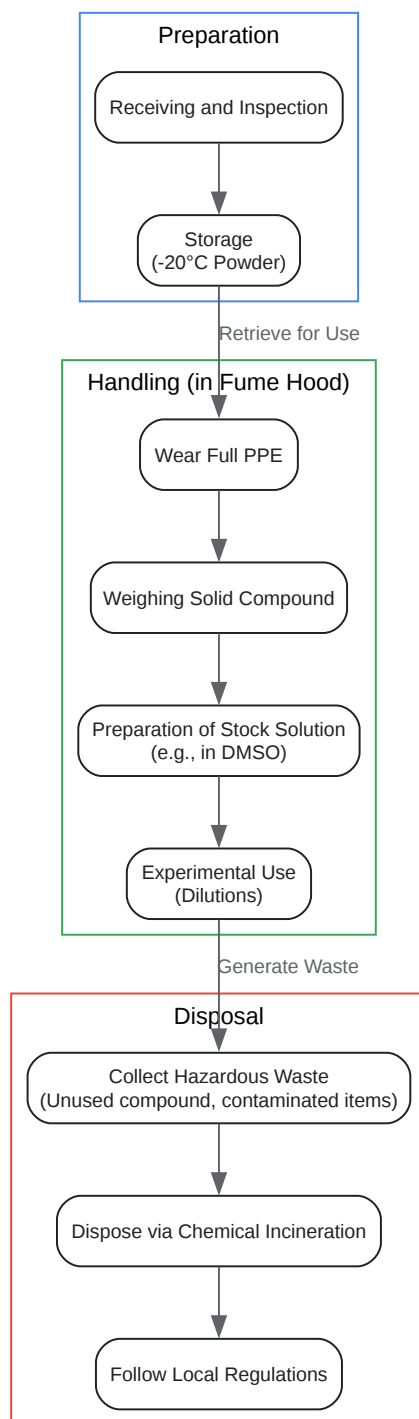 Preparation
Receiving and Inspection
Storage
(-20°C Powder)
Retrieve for Use
Handling (in Fume Hood)
Wear Full PPE
Weighing Solid Compound
Preparation of Stock Solution
(e.g., in DMSO)
Experimental Use
(Dilutions)
Generate Waste
Disposal
Collect Hazardous Waste
(Unused compound, contaminated items)
Dispose via Chemical Incineration
Follow Local Regulations